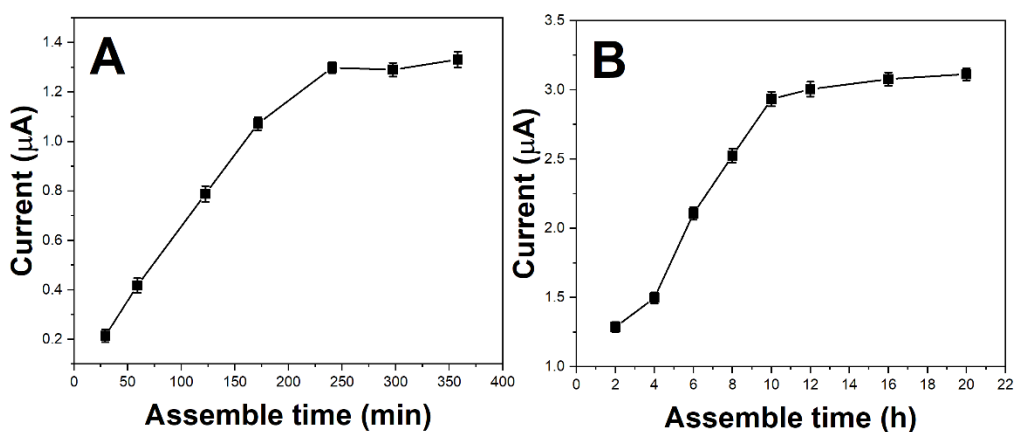 A
Current (μA)
1.4
1.2
1.0
0.8
0.6
0.4
0.2
0 50 100 150 200 250 300 350 400
Assemble time (min)
B
Current (μA)
3.5
3.0
2.5
2.0
1.5
1.0
0 2 4 6 8 10 12 14 16 18 20 22
Assemble time (h)